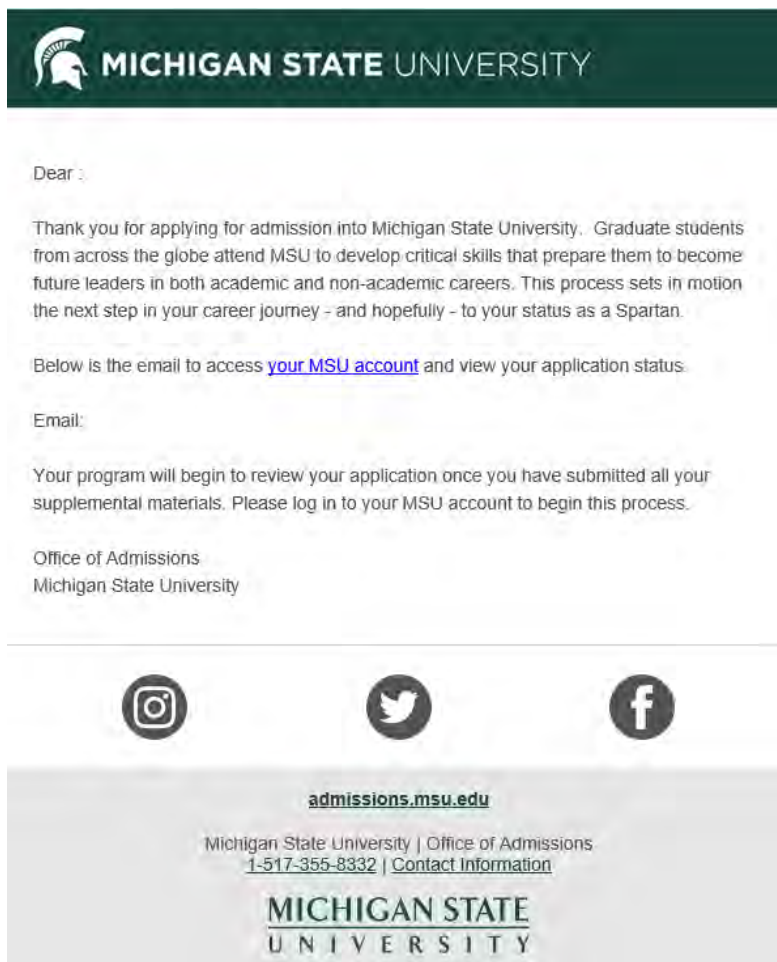 MICHIGAN STATE UNIVERSITY
Dear :
Thank you for applying for admission into Michigan State University.  Graduate students
from across the globe attend MSU to develop critical skills that prepare them to become
future leaders in both academic and non-academic careers. This process sets in motion
the next step in your career journey - and hopefully - to your status as a Spartan.
Below is the email to access your MSU account and view your application status.
Email:
Your program will begin to review your application once you have submitted all your
supplemental materials. Please log in to your MSU account to begin this process.
Office of Admissions
Michigan State University
admissions.msu.edu
Michigan State University | Office of Admissions
1-517-355-8332 | Contact Information
MICHIGAN STATE
UNIVERSITY